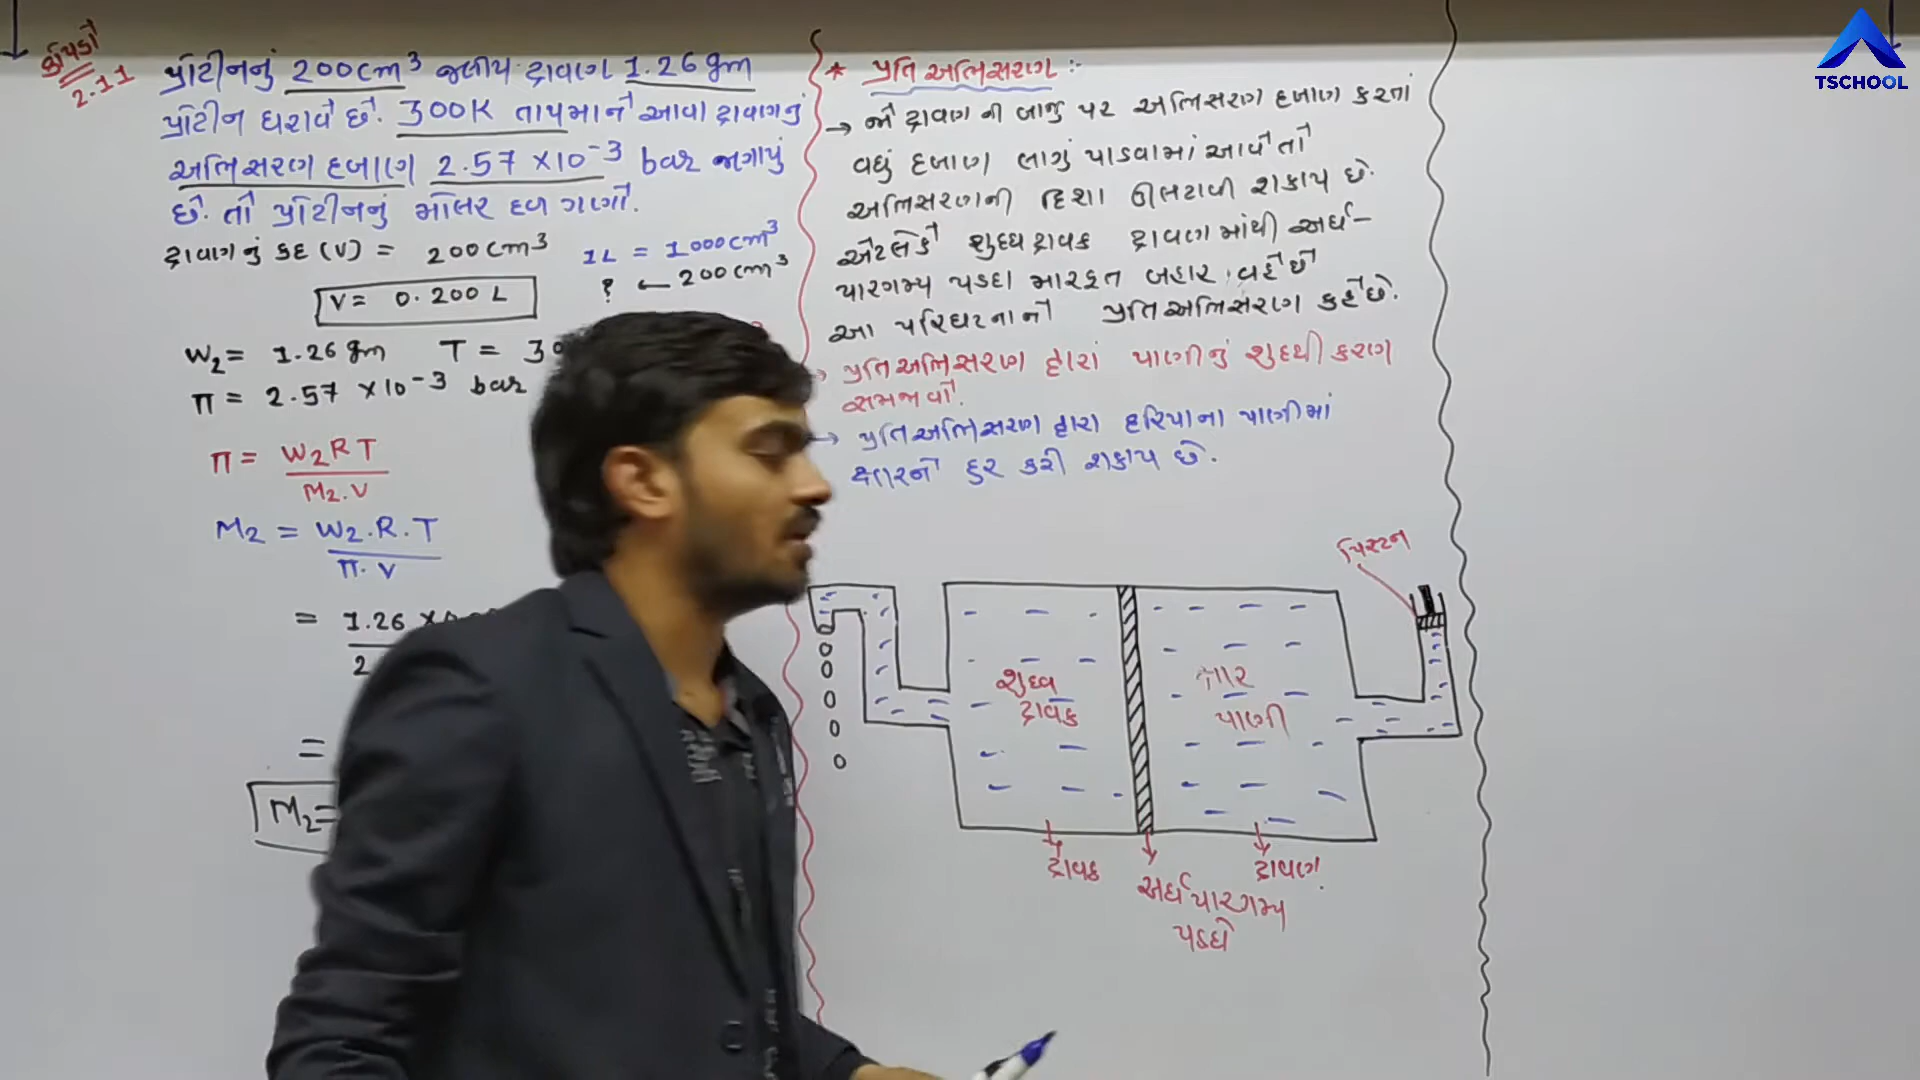 કોયડો
2.11
પ્રોટીનનું 200cm³ જલીય દ્રાવણ 1.26 gm
પ્રોટીન ધરાવે છે. 300K તાપમાને આવા દ્રાવણનું
અભિસરણ દબાણ 2.57 ×10⁻³ bar જણાયું
છે. તો પ્રોટીનનું મોલર દળ ગણો.
દ્રાવણનું કદ (V) = 200cm³
1L = 1000cm³
? ← 200cm³
V = 0.200 L
W₂ = 1.26 gm T = 3
π = 2.57 ×10⁻³ bar
π = W₂RT
M₂.V
M₂ = W₂.R.T
π.V
= 1.26 ×0.
2
=
M₂=
* પ્રતિ અભિસરણ :-
→ જો દ્રાવણ ની બાજુ પર અભિસરણ દબાણ કરતાં
વધું દબાણ લાગું પાડવામાં આવે તો
અભિસરણની દિશા ઊલટાવી શકાય છે.
એટલેકે શુદ્ધ દ્રાવક દ્રાવણમાંથી અર્ધ-
પારગમ્ય પડદા મારફત બહાર વહે છે
આ પરિઘટનાને પ્રતિઅભિસરણ કહે છે.
→ પ્રતિઅભિસરણ દ્વારાં પાણીનું શુદ્ધીકરણ
સમજાવો.
→ પ્રતિઅભિસરણ દ્વારા દરિયાના પાણીમાં
ક્ષારને દુર કરી શકાય છે.
પિસ્ટન
શુધ્ધ
દ્રાવક
ક્ષાર
પાણી
દ્રાવક
અર્ધપારગમ્ય
પડદો
દ્રાવણ
TSCHOOL